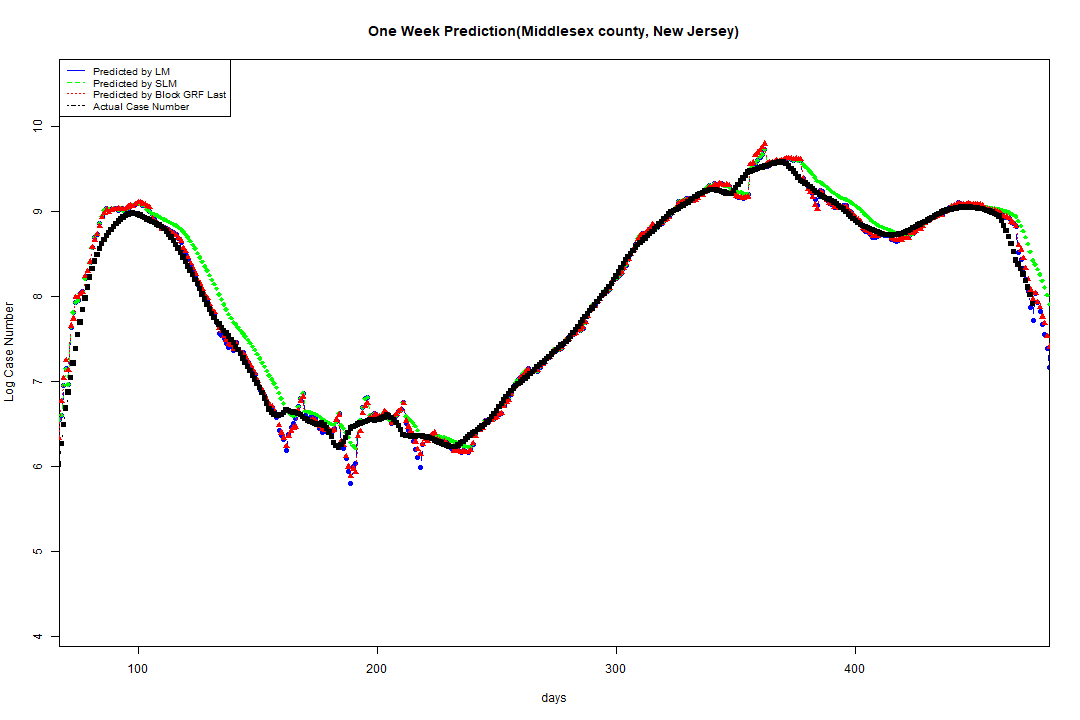 One Week Prediction(Middlesex county, New Jersey)
Predicted by LM
Predicted by SLM
Predicted by Block GRF Last
Actual Case Number
10
9
8
7
6
5
4
Log Case Number
100 200 300 400
days